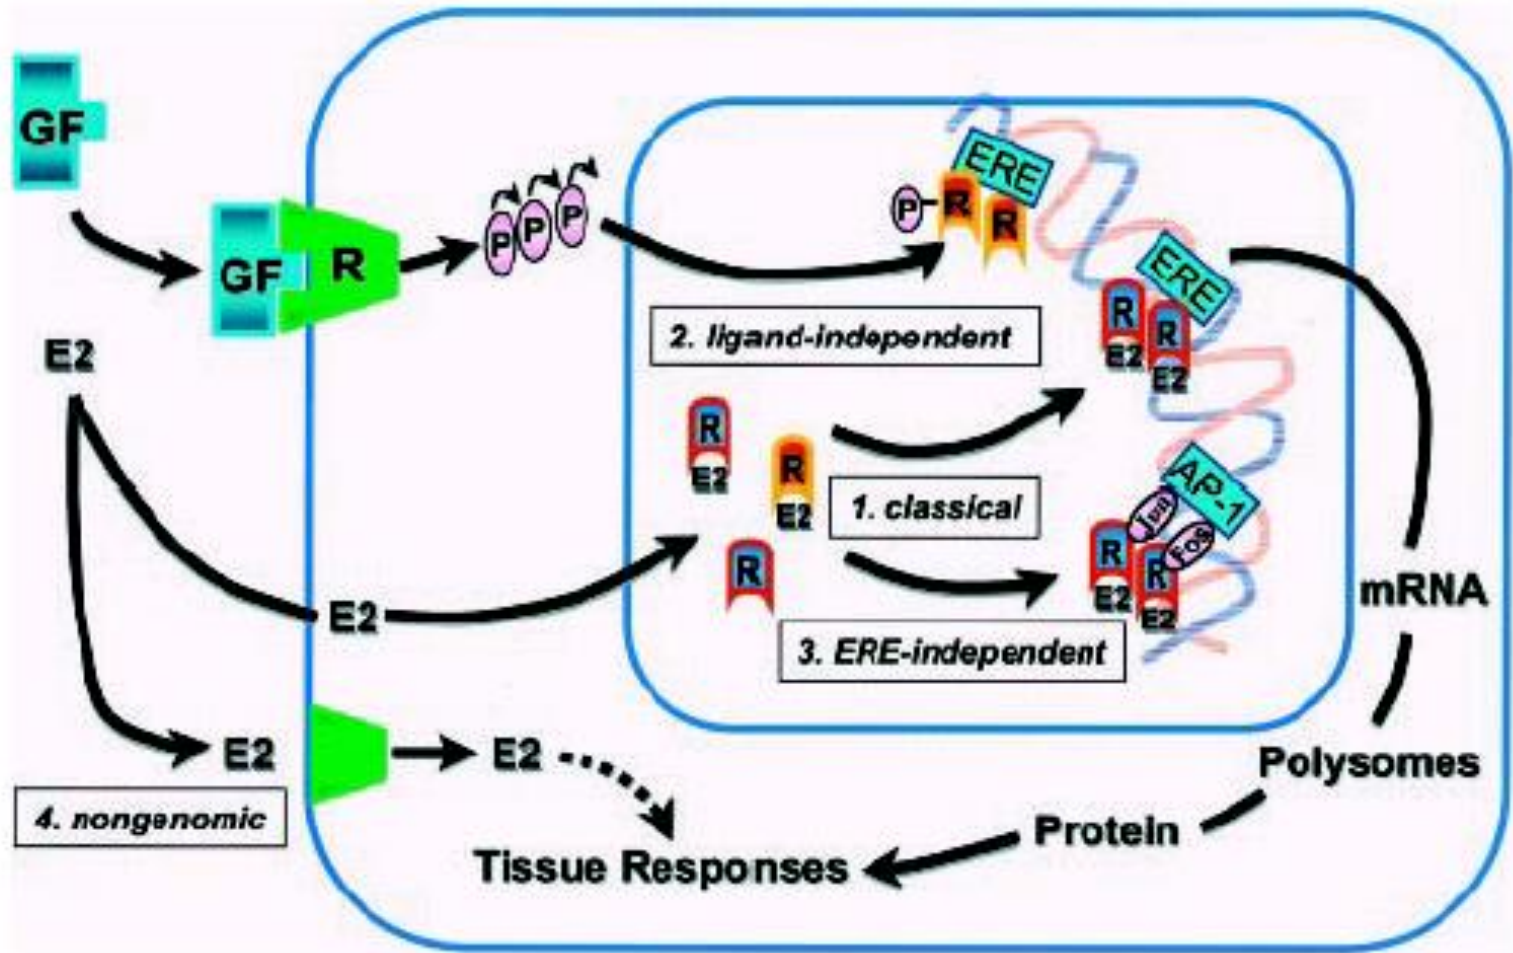 GF
GF
R
P
P
P
E2
ERE
P
R
R
ERE
R
R
E2
E2
2. ligand-independent
R
E2
R
E2
R
1. classical
AP-1
Jun
Fos
R
R
E2
E2
3. ERE-independent
E2
mRNA
Polysomes
Protein
E2
E2
4. nongenomic
Tissue Responses